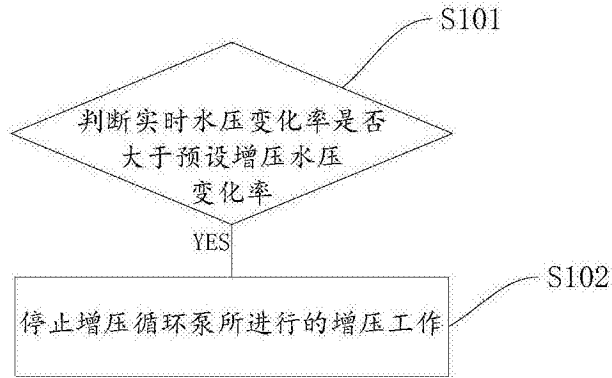 S101
判断实时水压变化率是否
大于预设增压水压
变化率
YES
S102
停止增压循环泵所进行的增压工作